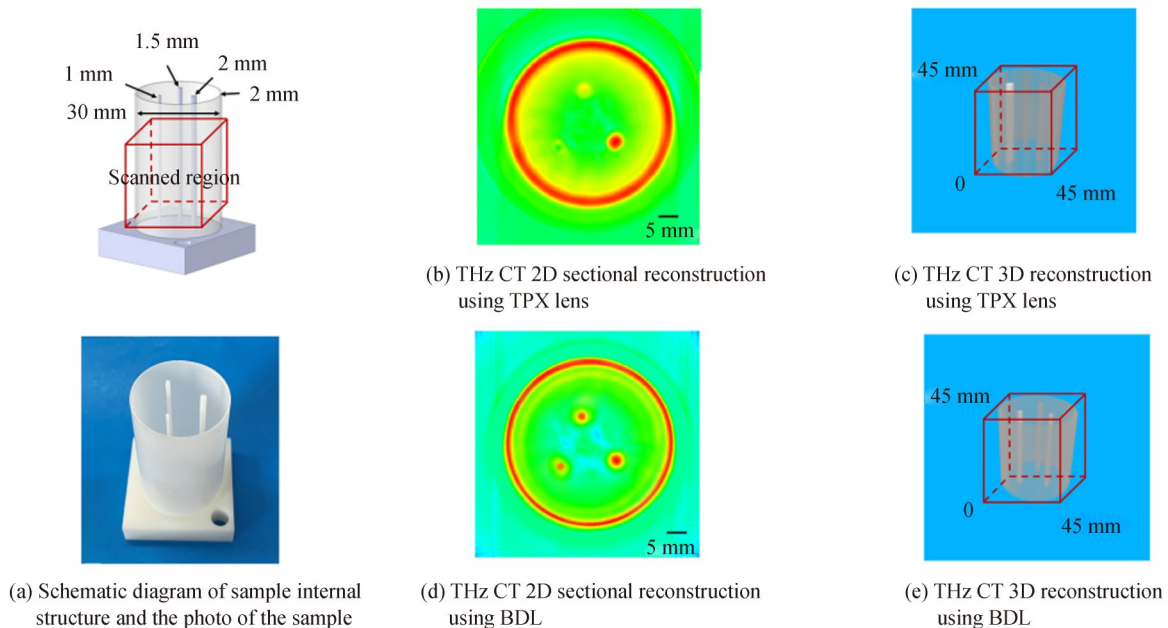 1.5 mm
2 mm
1 mm
2 mm
30 mm
Scanned region
5 mm
(b) THz CT 2D sectional reconstruction
using TPX lens
45 mm
0
45 mm
(c) THz CT 3D reconstruction
using TPX lens
(a) Schematic diagram of sample internal
structure and the photo of the sample
5 mm
(d) THz CT 2D sectional reconstruction
using BDL
45 mm
0
45 mm
(e) THz CT 3D reconstruction
using BDL